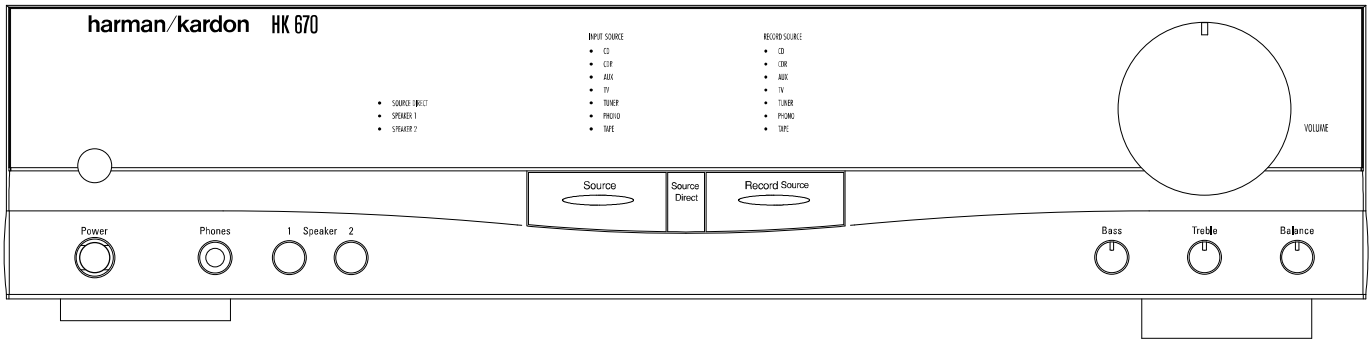 harman/kardon HK 670
INPUT SOURCE
CD
CDR
AUX
TV
TUNER
PHONO
TAPE
RECORD SOURCE
CD
CDR
AUX
TV
TUNER
PHONO
TAPE
SOURCE DIRECT
SPEAKER 1
SPEAKER 2
VOLUME
Source
Source
Direct
Record Source
Power
Phones
1 Speaker 2
Bass
Treble
Balance